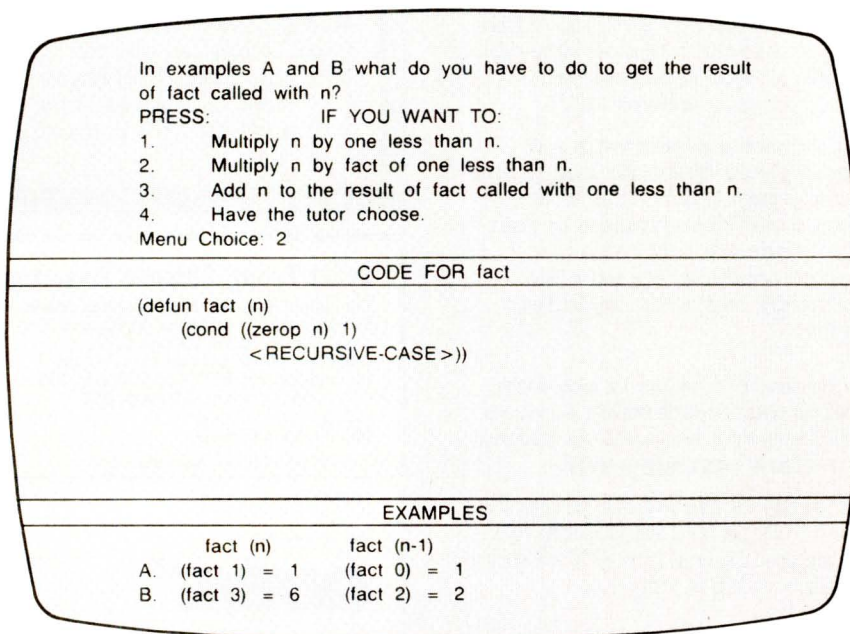 In examples A and B what do you have to do to get the result
of fact called with n?
PRESS: IF YOU WANT TO:
1. Multiply n by one less than n.
2. Multiply n by fact of one less than n.
3. Add n to the result of fact called with one less than n.
4. Have the tutor choose.
Menu Choice: 2
CODE FOR fact
(defun fact (n)
(cond ((zerop n) 1)
<RECURSIVE-CASE>))
EXAMPLES
fact (n) fact (n-1)
A. (fact 1) = 1 (fact 0) = 1
B. (fact 3) = 6 (fact 2) = 2